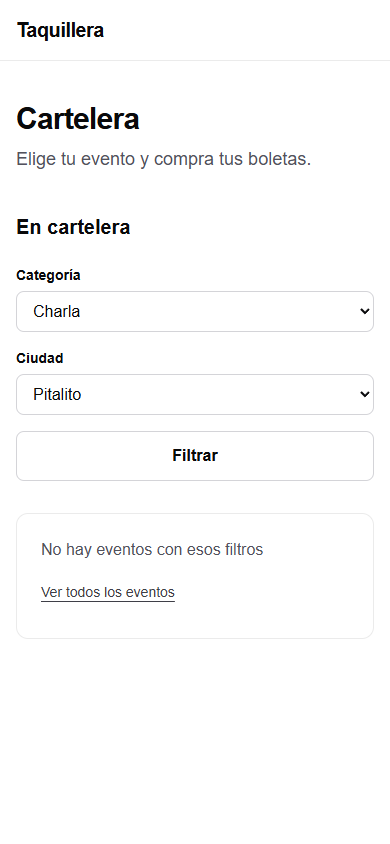 Taquillera
Cartelera
Elige tu evento y compra tus boletas.
En cartelera
Categoría
Charla
Ciudad
Pitalito
Filtrar
No hay eventos con esos filtros
Ver todos los eventos